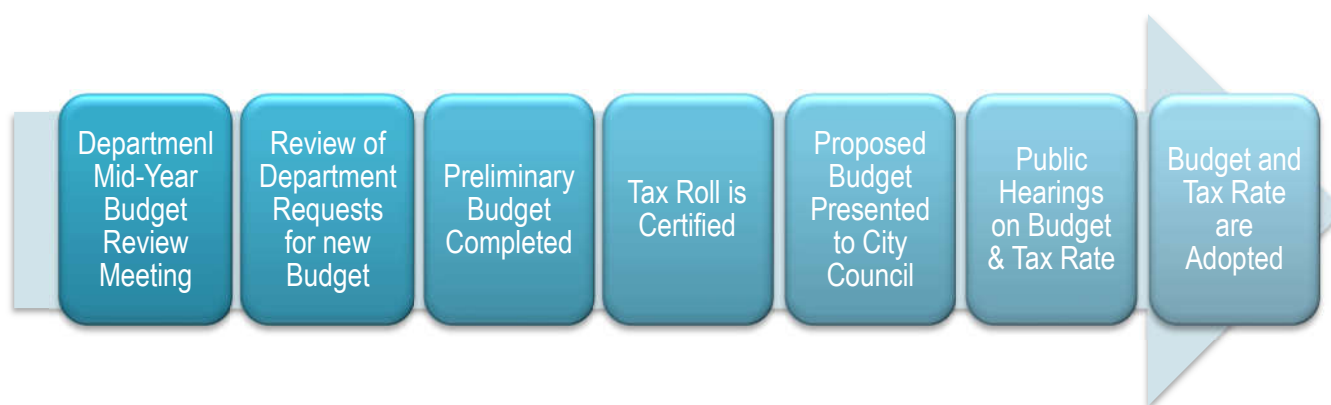 Departmenl
Mid-Year
Budget
Review
Meeting
Review of
Department
Requests
for new
Budget
Preliminary
Budget
Completed
Tax Roll is
Certified
Proposed
Budget
Presented
to City
Council
Public
Hearings
on Budget
& Tax Rate
Budget and
Tax Rate
are
Adopted